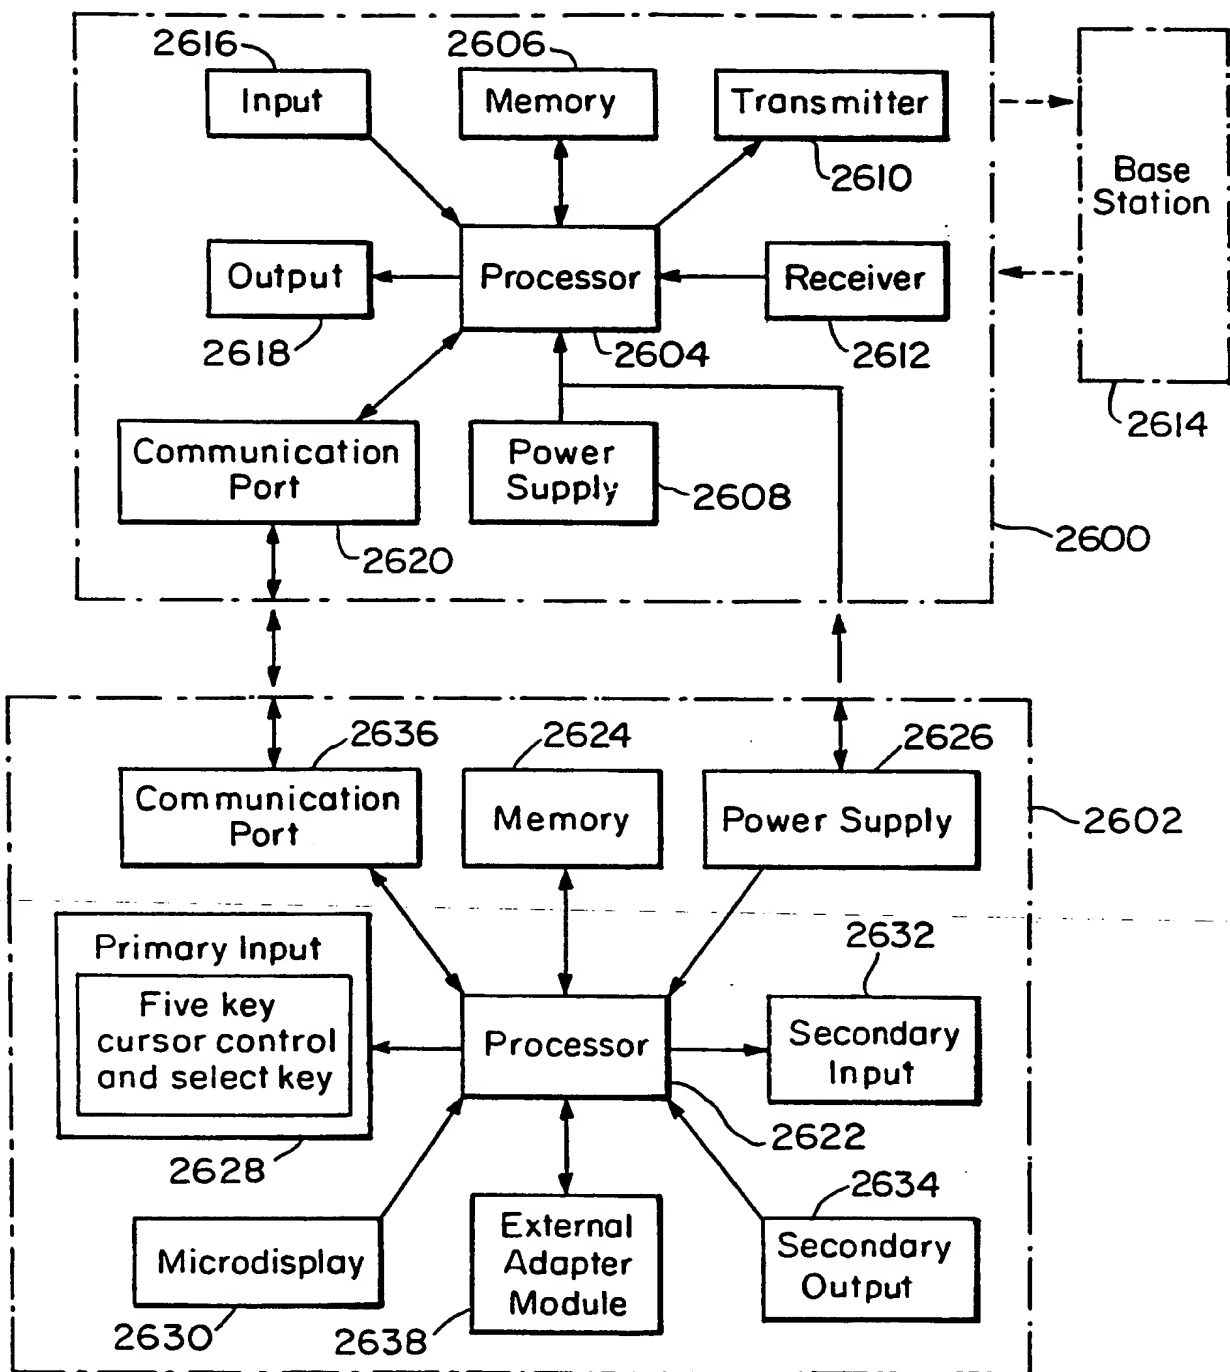 2616
2606
Input
Memory
Transmitter
2610
Base
Station
Output
Processor
Receiver
2618
2604
2612
2614
Communication
Port
Power
Supply
2608
2620
2600
2636
2624
2626
Communication
Port
Memory
Power Supply
2602
Primary Input
Five key
cursor control
and select key
2632
Processor
Secondary
Input
2628
2622
2634
Microdisplay
External
Adapter
Module
Secondary
Output
2630
2638